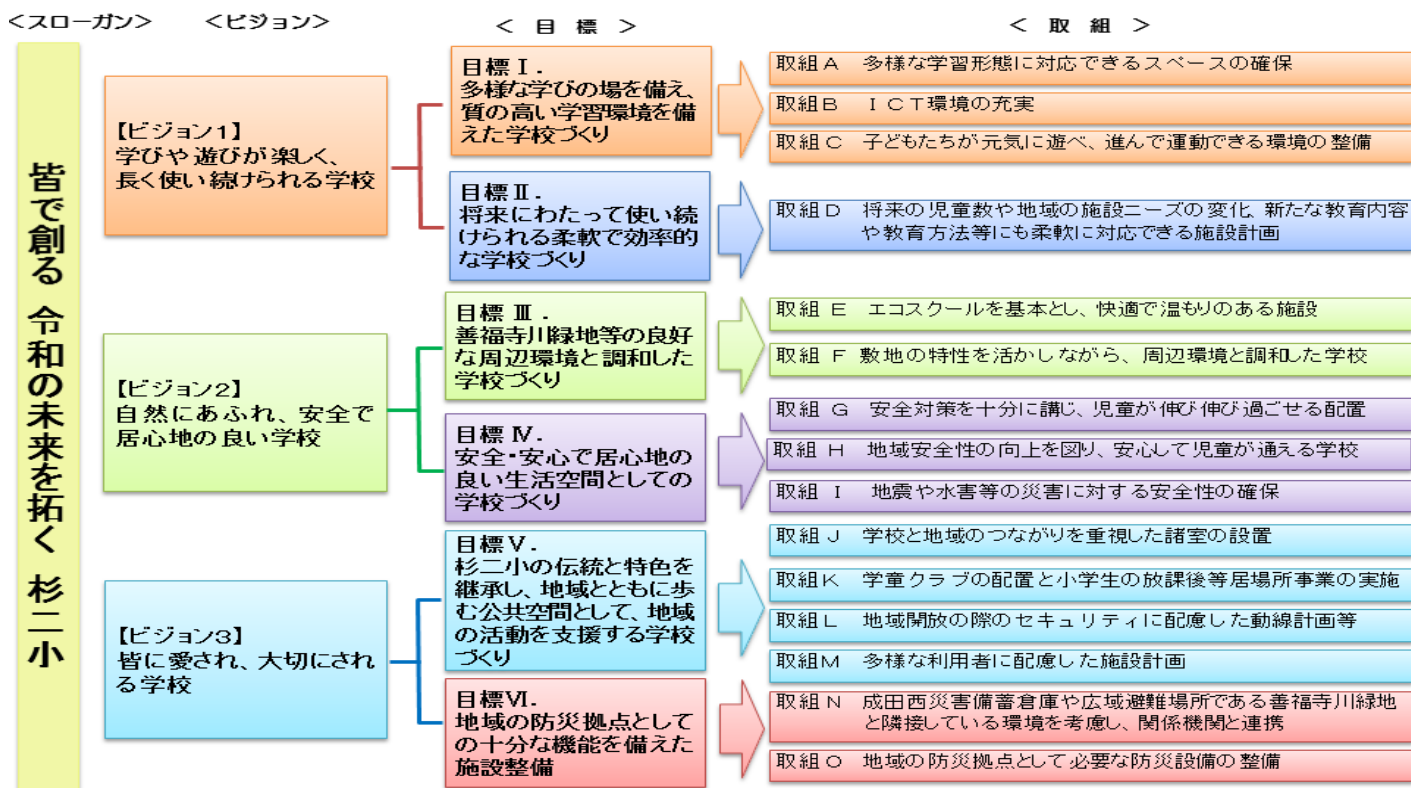 <スローガン>
<ビジョン>
< 目 標 >
< 取 組 >
皆で創る 令和の未来を拓く 杉二小
【ビジョン1】
学びや遊びが楽しく、
長く使い続けられる学校
目標Ⅰ.
多様な学びの場を備え、
質の高い学習環境を備
えた学校づくり
取組A 多様な学習形態に対応できるスペースの確保
取組B ICT環境の充実
取組C 子どもたちが元気に遊べ、進んで運動できる環境の整備
目標Ⅱ.
将来にわたって使い続
けられる柔軟で効率的
な学校づくり
取組D 将来の児童数や地域の施設ニーズの変化、新たな教育内容
や教育方法等にも柔軟に対応できる施設計画
【ビジョン2】
自然にあふれ、安全で
居心地の良い学校
目標 Ⅲ.
善福寺川緑地等の良好
な周辺環境と調和した
学校づくり
取組 E エコスクールを基本とし、快適で温もりのある施設
取組 F 敷地の特性を活かしながら、周辺環境と調和した学校
目標 Ⅳ.
安全・安心で居心地の
良い生活空間としての
学校づくり
取組 G 安全対策を十分に講じ、児童が伸び伸び過ごせる配置
取組 H 地域安全性の向上を図り、安心して児童が通える学校
取組 I 地震や水害等の災害に対する安全性の確保
【ビジョン3】
皆に愛され、大切にされ
る学校
目標Ⅴ.
杉二小の伝統と特色を
継承し、地域とともに歩
む公共空間として、地域
の活動を支援する学校
づくり
取組J 学校と地域のつながりを重視した諸室の設置
取組K 学童クラブの配置と小学生の放課後等居場所事業の実施
取組L 地域開放の際のセキュリティに配慮した動線計画等
取組M 多様な利用者に配慮した施設計画
目標Ⅵ.
地域の防災拠点として
の十分な機能を備えた
施設整備
取組N 成田西災害備蓄倉庫や広域避難場所である善福寺川緑地
と隣接している環境を考慮し、関係機関と連携
取組O 地域の防災拠点として必要な防災設備の整備